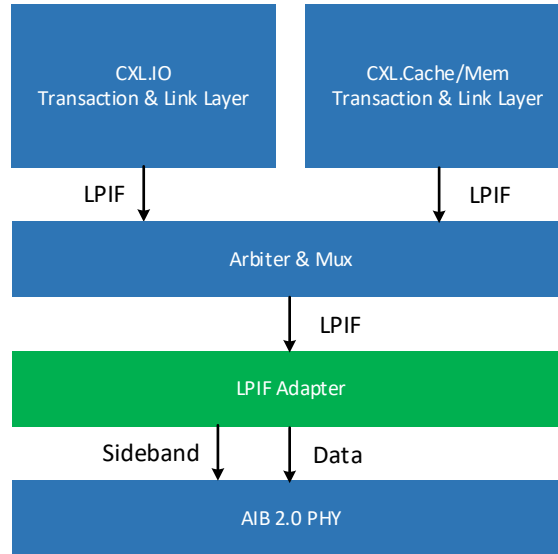 CXL.IO
Transaction & Link Layer
CXL.Cache/Mem
Transaction & Link Layer
LPIF
LPIF
Arbiter & Mux
LPIF
LPIF Adapter
Sideband
Data
AIB 2.0 PHY